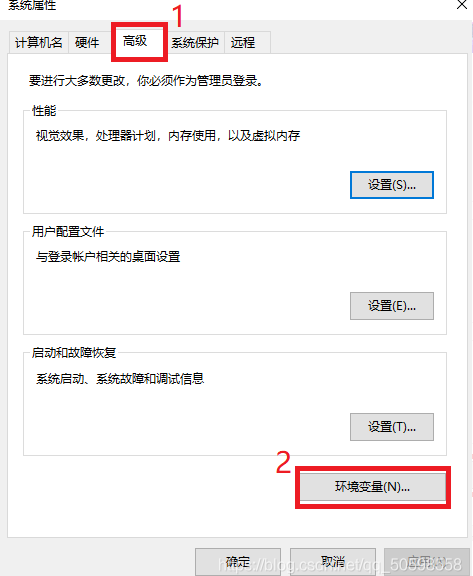 系统属性
1
计算机名 硬件 高级 系统保护 远程
要进行大多数更改，你必须作为管理员登录。
性能
视觉效果，处理器计划，内存使用，以及虚拟内存
设置(S)...
用户配置文件
与登录帐户相关的桌面设置
设置(E)...
启动和故障恢复
系统启动、系统故障和调试信息
设置(T)...
2
环境变量(N)...
确定 取消 应用(A)
https://blog.csdn.net/qq_50598558